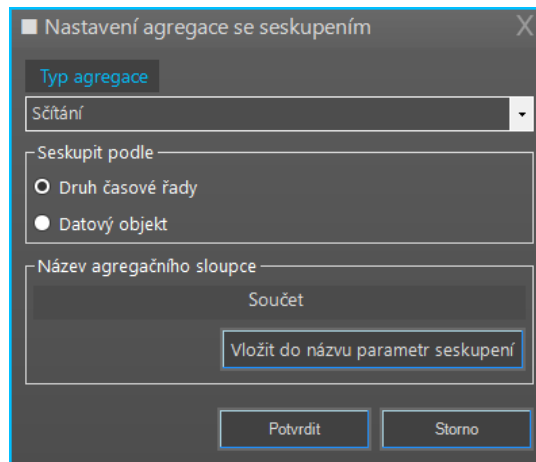 Nastavení agregace se seskupením
X
Typ agregace
Sčítání
Seskupit podle
Druh časové řady
Datový objekt
Název agregačního sloupce
Součet
Vložit do názvu parametr seskupení
Potvrdit
Storno